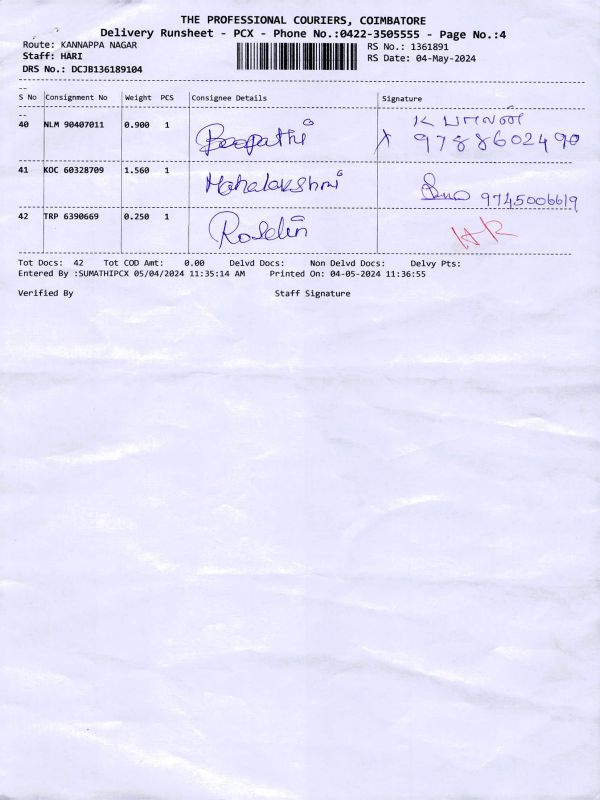 THE PROFESSIONAL COURIERS, COIMBATORE
Delivery Runsheet - PCX - Phone No.:0422-3505555 - Page No.:4
Route: KANNAPPA NAGAR
RS No.: 1361891
Staff: HARI
RS Date: 04-May-2024
DRS No.: DCJB136189104
S No Consignment No Weight PCS Consignee Details Signature
40 NLM 90407011 0.900 1 Boopathi 9788602490
41 KOC 60328709 1.560 1 Mahalakshmi 9745006619
42 TRP 6390669 0.250 1 Roselin
Tot Docs: 42 Tot COD Amt: 0.00 Delvd Docs: Non Delvd Docs: Delvy Pts:
Entered By :SUMATHIPCX 05/04/2024 11:35:14 AM Printed On: 04-05-2024 11:36:55
Verified By Staff Signature